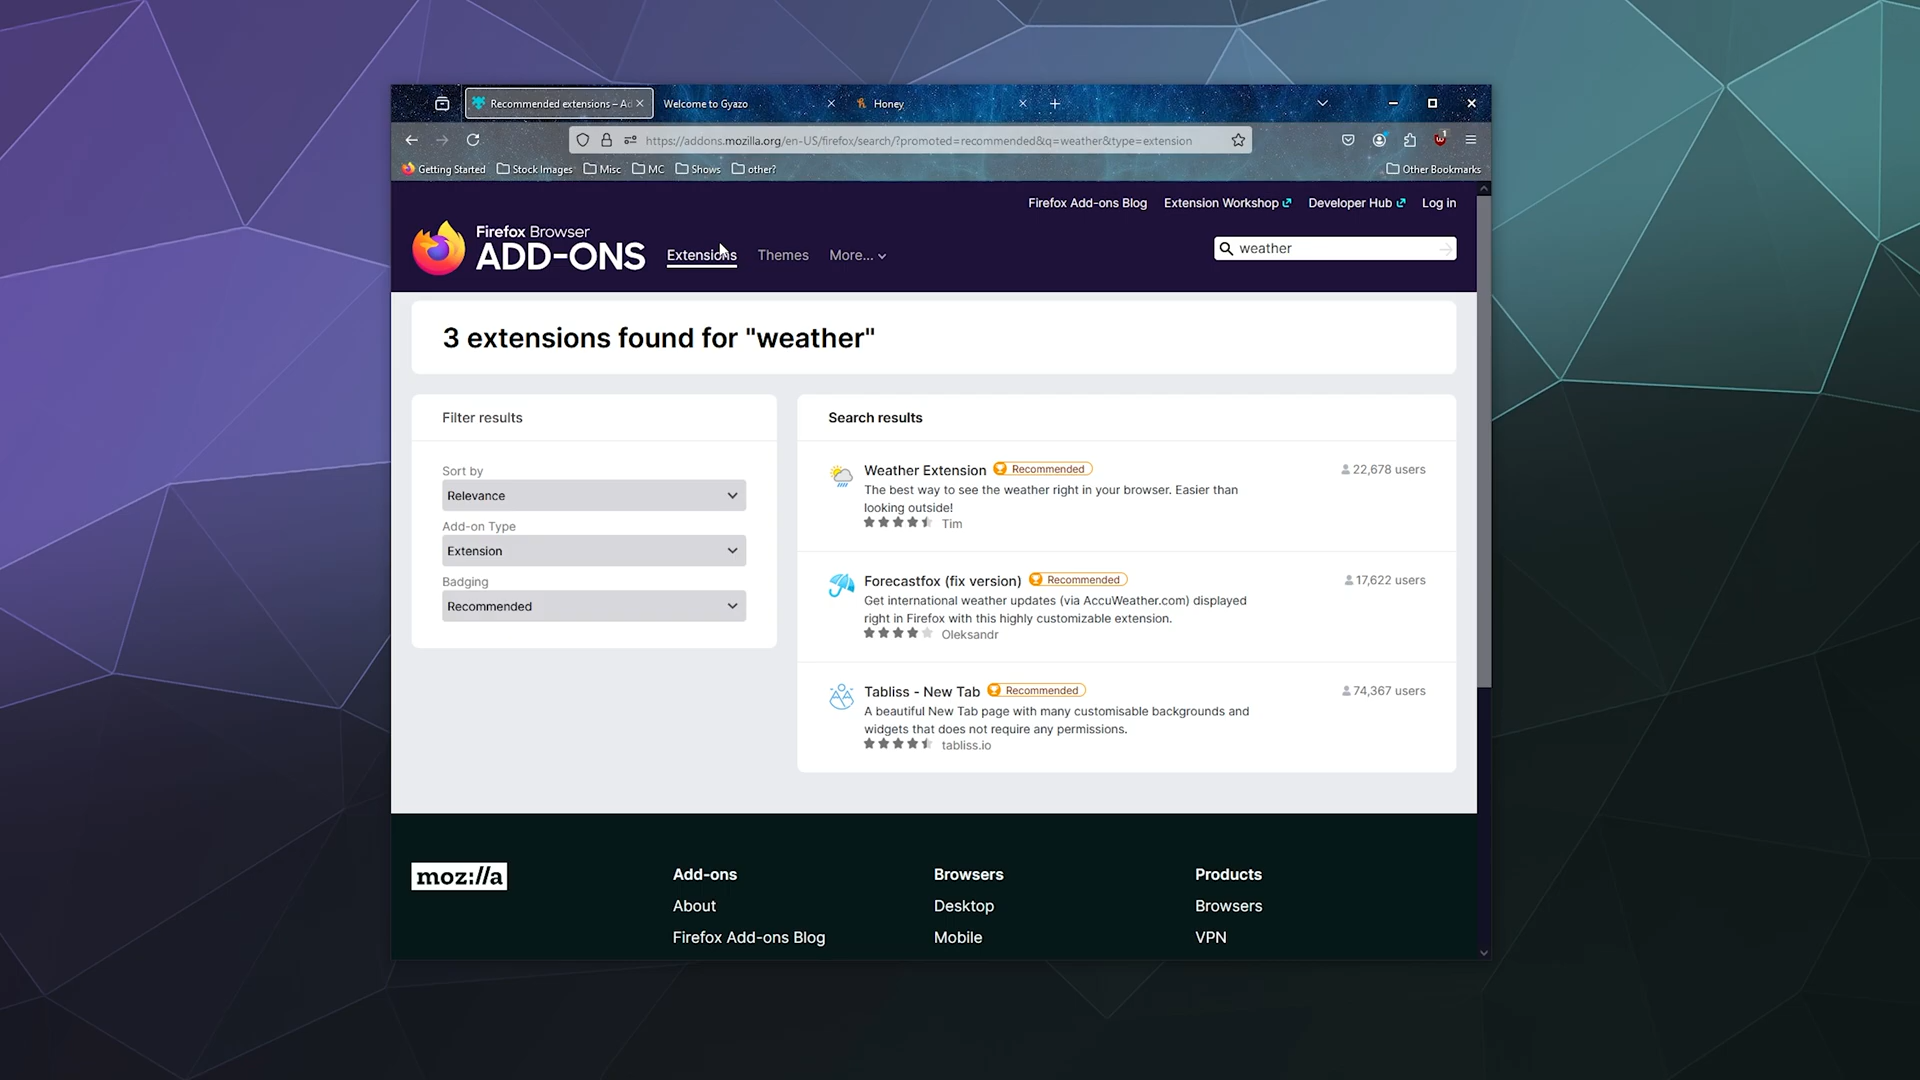 Recommended extensions – Ad
Welcome to Gyazo
Honey
https://addons.mozilla.org/en-US/firefox/search/?promoted=recommended&q=weather&type=extension
1
Getting Started
Stock Images
Misc
MC
Shows
other?
Other Bookmarks
Firefox Add-ons Blog
Extension Workshop
Developer Hub
Log in
Firefox Browser
ADD-ONS
Extensions
Themes
More...
weather
3 extensions found for "weather"
Filter results
Sort by
Relevance
Add-on Type
Extension
Badging
Recommended
Search results
Weather Extension Recommended
22,678 users
The best way to see the weather right in your browser. Easier than
looking outside!
Tim
Forecastfox (fix version) Recommended
17,622 users
Get international weather updates (via AccuWeather.com) displayed
right in Firefox with this highly customizable extension.
Oleksandr
Tabliss - New Tab Recommended
74,367 users
A beautiful New Tab page with many customisable backgrounds and
widgets that does not require any permissions.
tabliss.io
moz://a
Add-ons
About
Firefox Add-ons Blog
Browsers
Desktop
Mobile
Products
Browsers
VPN